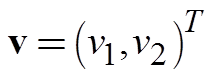 v = (v₁, v₂)ᵀ